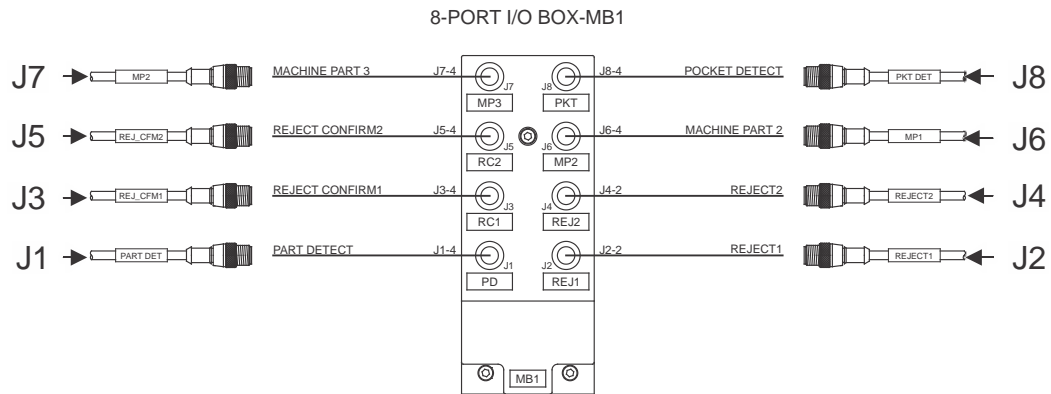 8-PORT I/O BOX-MB1
J7 MP2 MACHINE PART 3 J7-4 J7 J8 J8-4 POCKET DETECT PKT DET J8
MP3 PKT
J5 REJ_CFM2 REJECT CONFIRM2 J5-4 J5 J6 J6-4 MACHINE PART 2 MP1 J6
RC2 MP2
J3 REJ_CFM1 REJECT CONFIRM1 J3-4 J3 J4 J4-2 REJECT2 REJECT2 J4
RC1 REJ2
J1 PART DET PART DETECT J1-4 J1 J2 J2-2 REJECT1 REJECT1 J2
PD REJ1
MB1